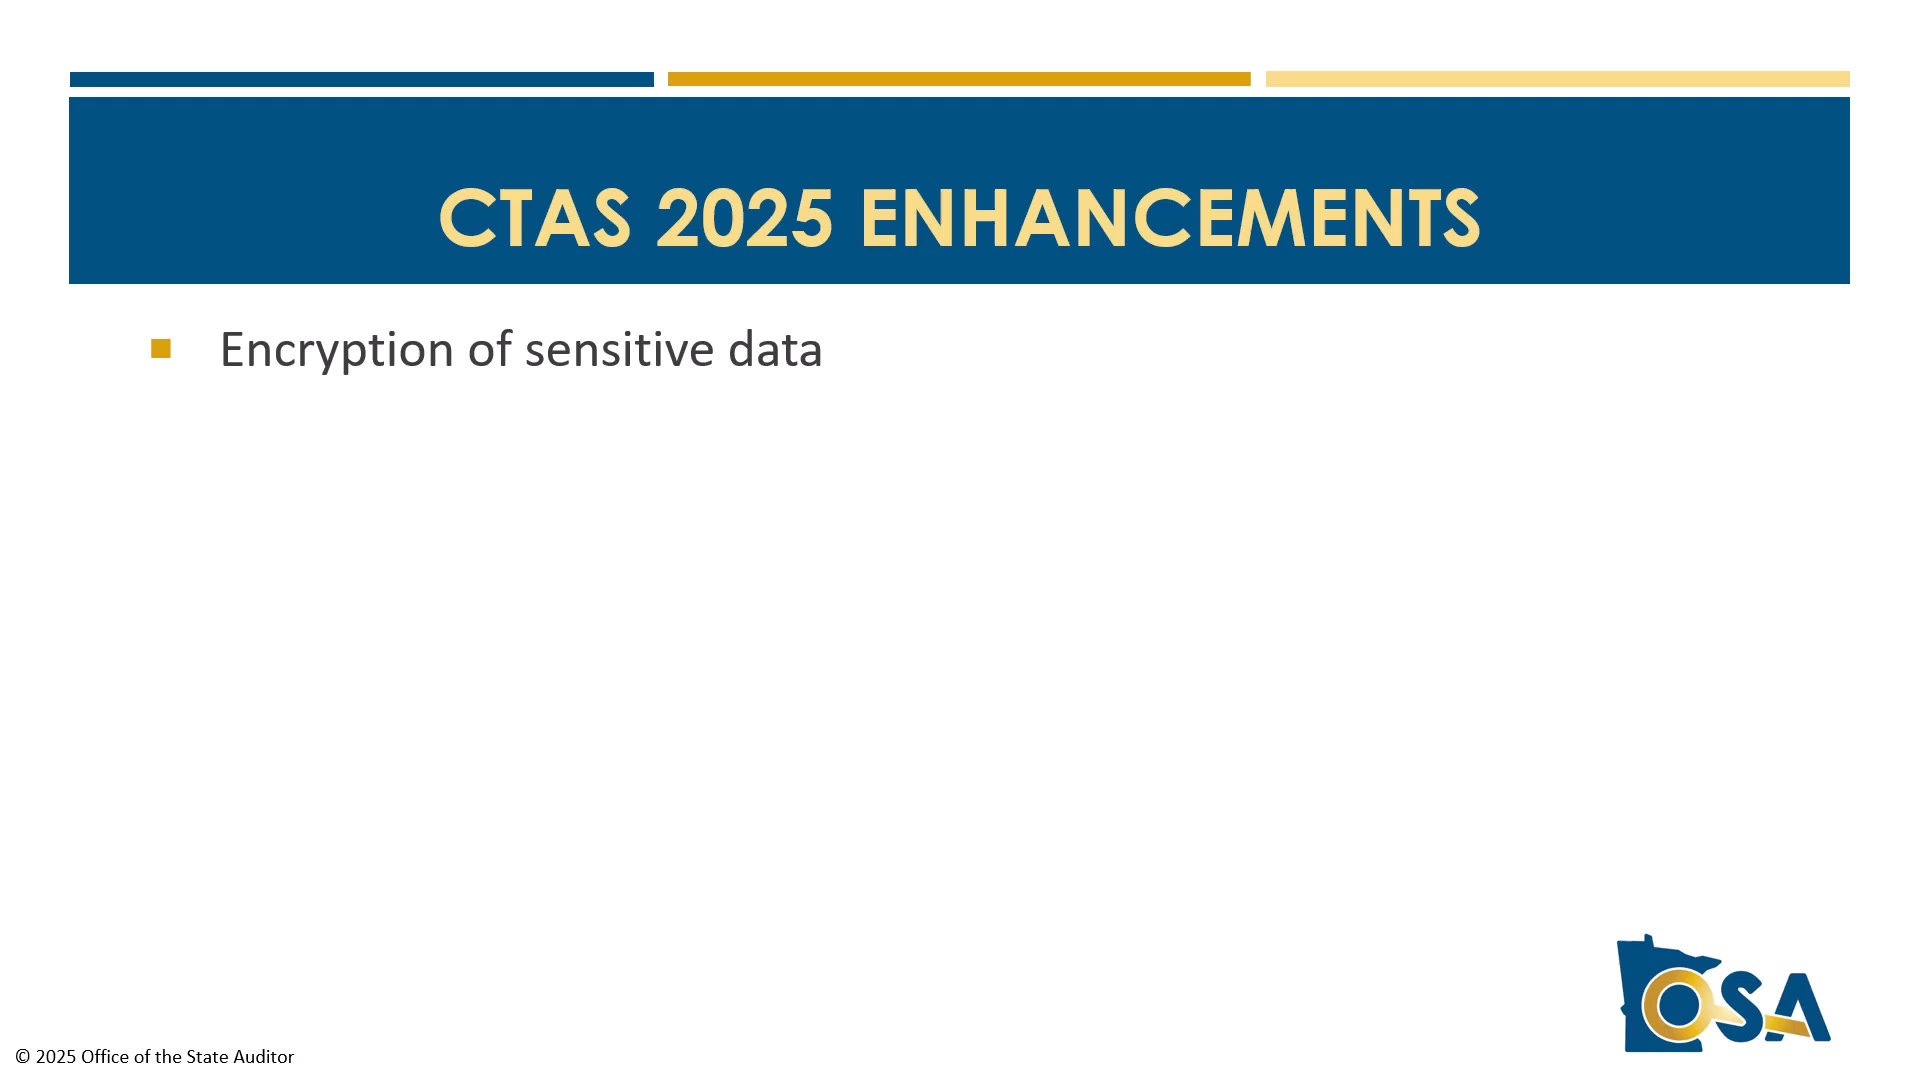 CTAS 2025 ENHANCEMENTS
Encryption of sensitive data
OSA
© 2025 Office of the State Auditor